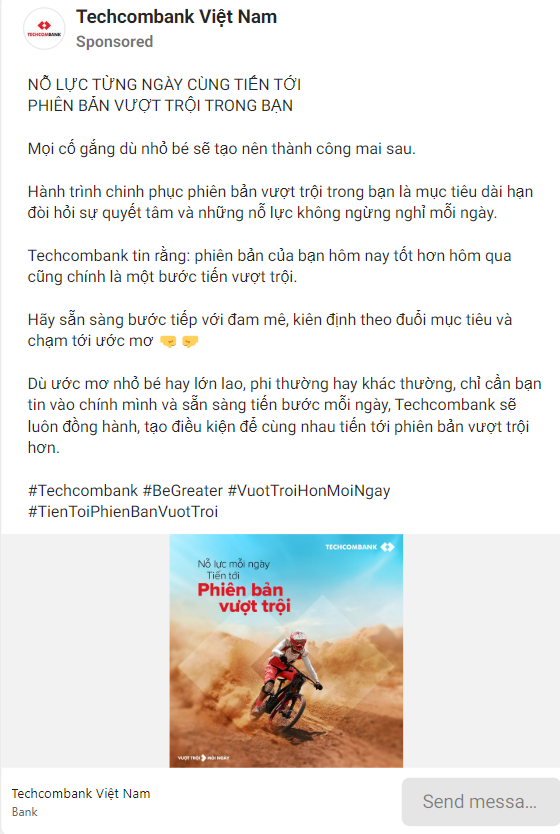 TECHCOMBANK
Techcombank Việt Nam
Sponsored
NỖ LỰC TỪNG NGÀY CÙNG TIẾN TỚI
PHIÊN BẢN VƯỢT TRỘI TRONG BẠN
Mọi cố gắng dù nhỏ bé sẽ tạo nên thành công mai sau.
Hành trình chinh phục phiên bản vượt trội trong bạn là mục tiêu dài hạn
đòi hỏi sự quyết tâm và những nỗ lực không ngừng nghỉ mỗi ngày.
Techcombank tin rằng: phiên bản của bạn hôm nay tốt hơn hôm qua
cũng chính là một bước tiến vượt trội.
Hãy sẵn sàng bước tiếp với đam mê, kiên định theo đuổi mục tiêu và
chạm tới ước mơ 🤜 🤛
Dù ước mơ nhỏ bé hay lớn lao, phi thường hay khác thường, chỉ cần bạn
tin vào chính mình và sẵn sàng tiến bước mỗi ngày, Techcombank sẽ
luôn đồng hành, tạo điều kiện để cùng nhau tiến tới phiên bản vượt trội
hơn.
#Techcombank #BeGreater #VuotTroiHonMoiNgay
#TienToiPhienBanVuotTroi
TECHCOMBANK
Nỗ lực mỗi ngày
Tiến tới
Phiên bản
vượt trội
VƯỢT TRỘI MỖI NGÀY
Techcombank Việt Nam
Bank
Send messa...